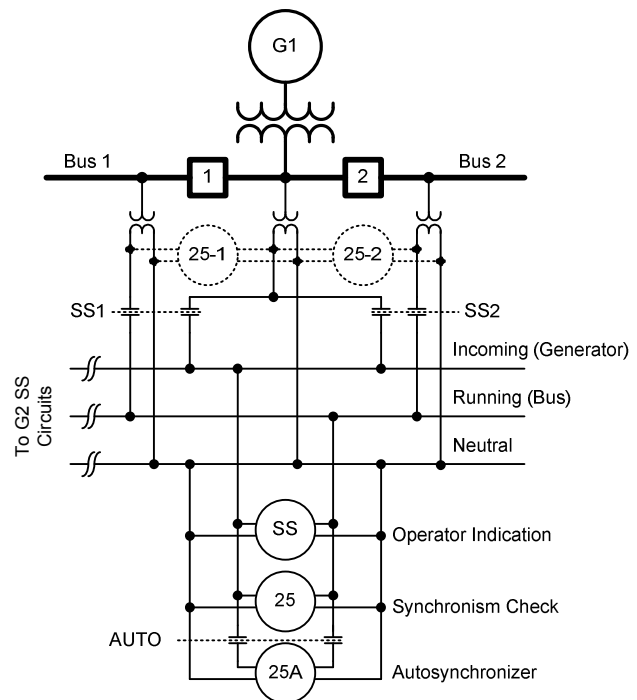 G1
Bus 1
1
2
Bus 2
25-1
25-2
SS1
SS2
Incoming (Generator)
Running (Bus)
Neutral
To G2 SS
Circuits
SS
Operator Indication
25
Synchronism Check
AUTO
25A
Autosynchronizer